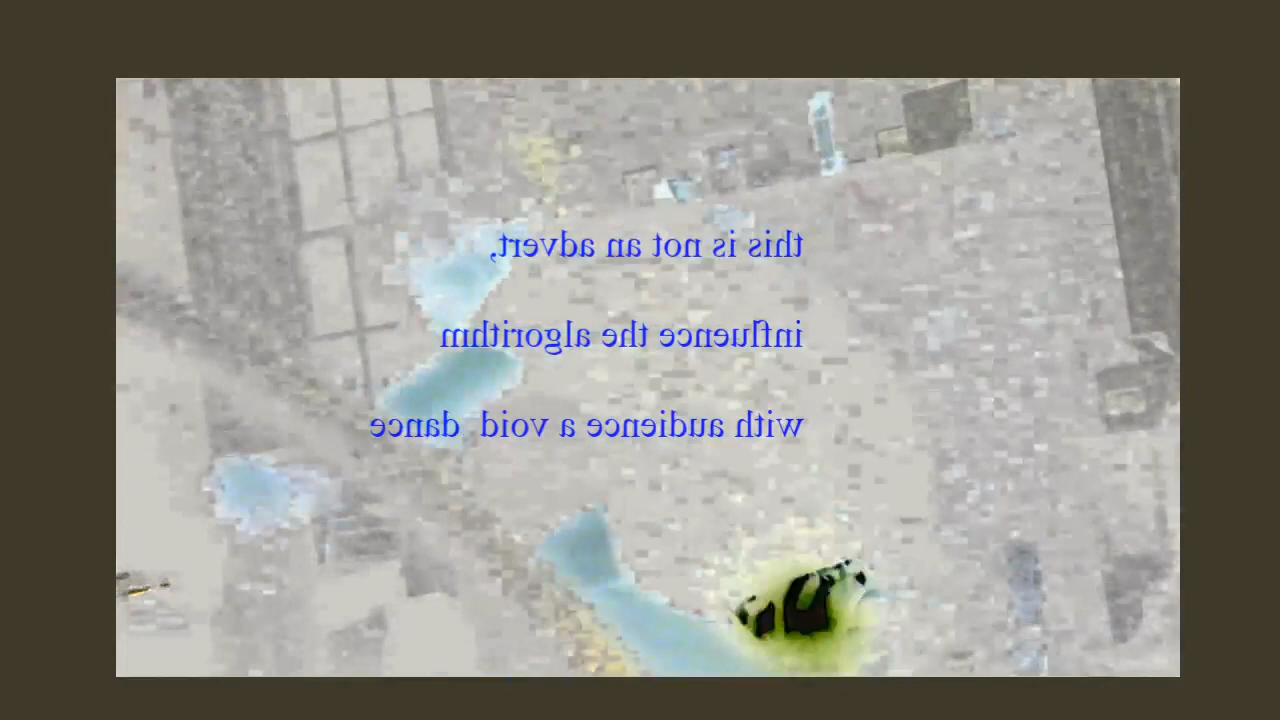 this is not an advert,
influence the algorithm
with audience a void  dance